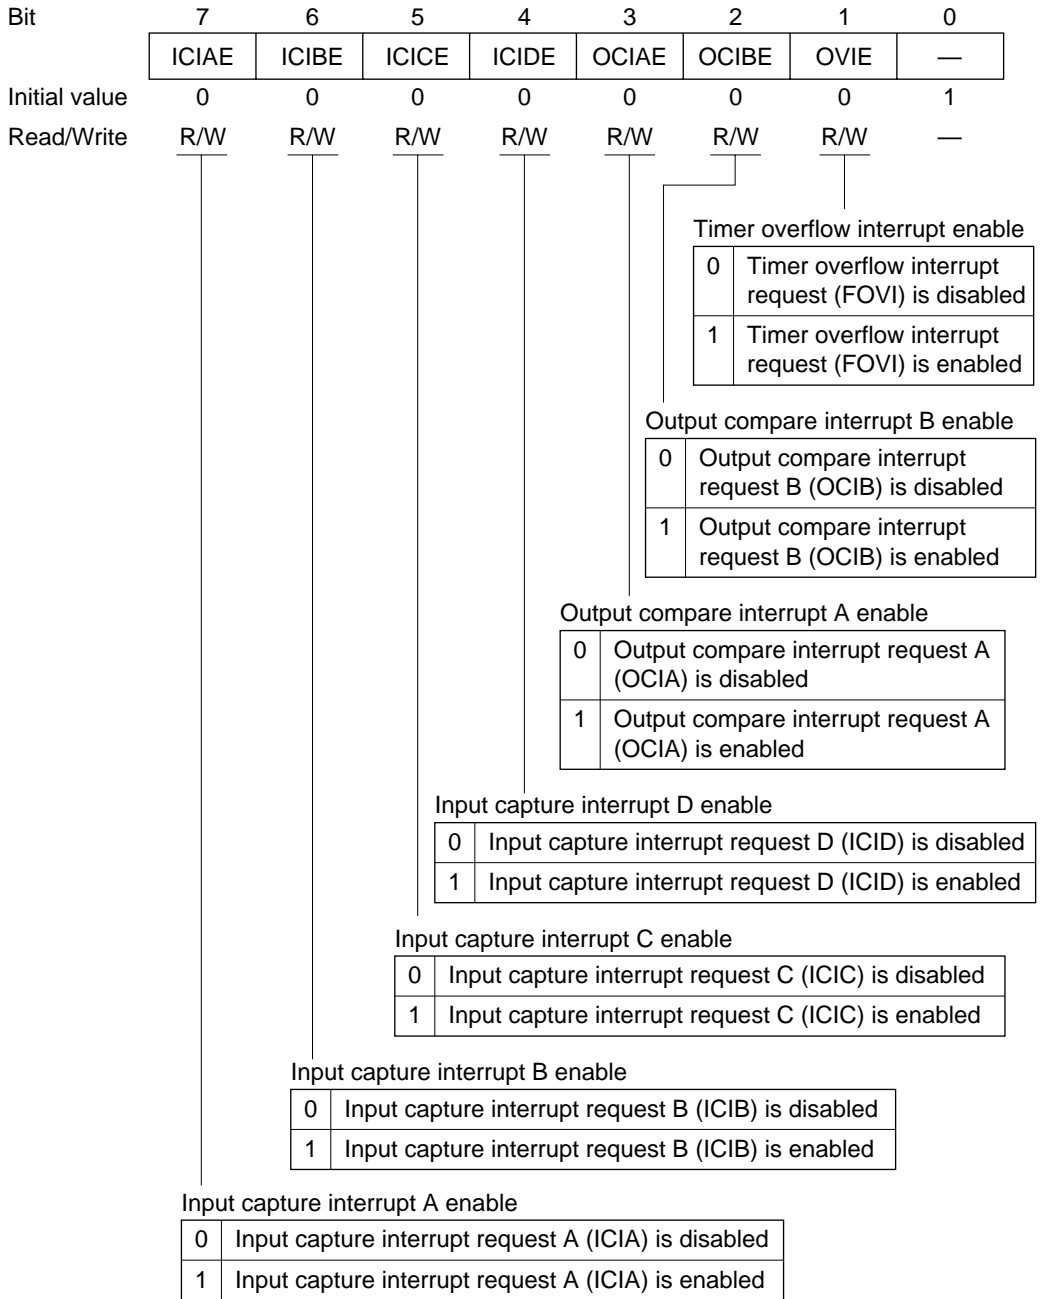 Bit 7 6 5 4 3 2 1 0
ICIAE ICIBE ICICE ICIDE OCIAE OCIBE OVIE —
Initial value 0 0 0 0 0 0 0 1
Read/Write R/W R/W R/W R/W R/W R/W R/W —
Timer overflow interrupt enable
0 Timer overflow interrupt
request (FOVI) is disabled
1 Timer overflow interrupt
request (FOVI) is enabled
Output compare interrupt B enable
0 Output compare interrupt
request B (OCIB) is disabled
1 Output compare interrupt
request B (OCIB) is enabled
Output compare interrupt A enable
0 Output compare interrupt request A
(OCIA) is disabled
1 Output compare interrupt request A
(OCIA) is enabled
Input capture interrupt D enable
0 Input capture interrupt request D (ICID) is disabled
1 Input capture interrupt request D (ICID) is enabled
Input capture interrupt C enable
0 Input capture interrupt request C (ICIC) is disabled
1 Input capture interrupt request C (ICIC) is enabled
Input capture interrupt B enable
0 Input capture interrupt request B (ICIB) is disabled
1 Input capture interrupt request B (ICIB) is enabled
Input capture interrupt A enable
0 Input capture interrupt request A (ICIA) is disabled
1 Input capture interrupt request A (ICIA) is enabled